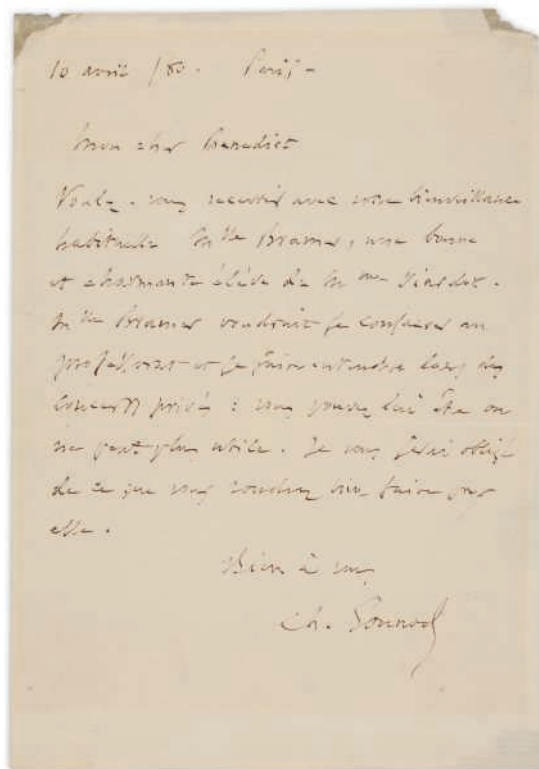 10 avril /80. Paris -
Mon cher Benedict
Voulez-vous recevoir avec votre bienveillance
habituelle Mlle Bramer, une bonne
et charmante élève de Mme Viardot.
Mlle Bramer voudrait se consacrer au
professorat et se faire entendre dans des
concerts privés : vous pouvez lui être on
ne peut plus utile. Je vous serai obligé
de ce que vous voudrez bien faire pour
elle.
Bien à vous
Ch. Gounod